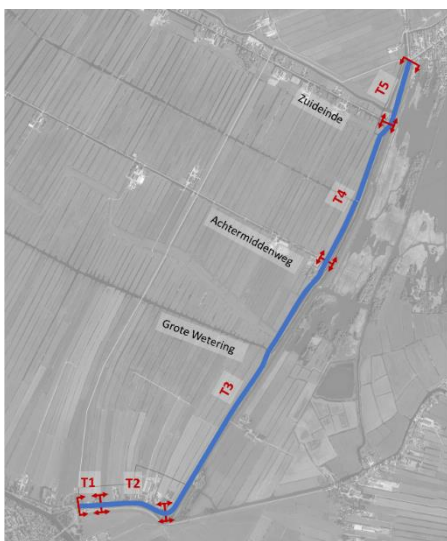 T5
Zuideinde
T4
Achtermiddenweg
Grote Wetering
T3
T1
T2